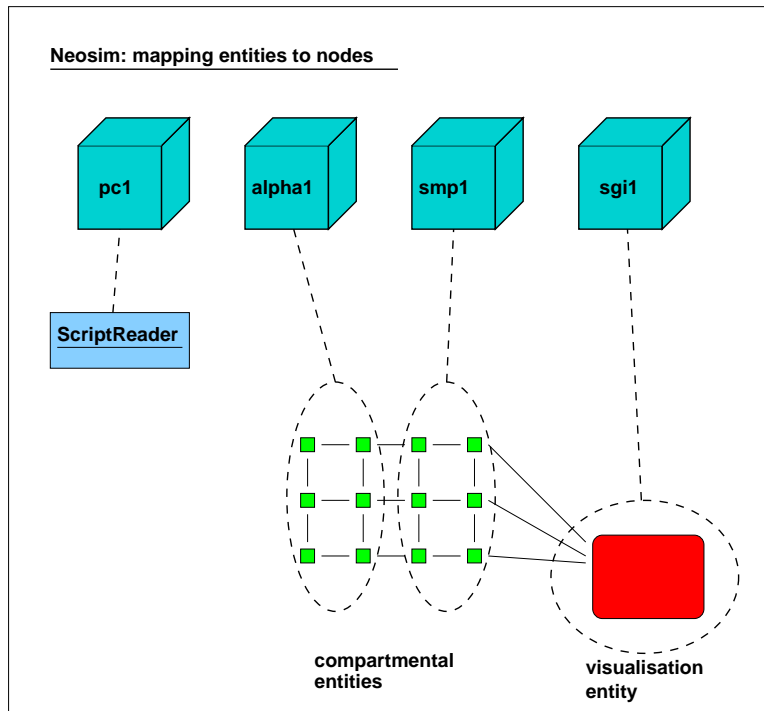 Neosim: mapping entities to nodes
pc1
alpha1
smp1
sgi1
ScriptReader
compartmental
entities
visualisation
entity